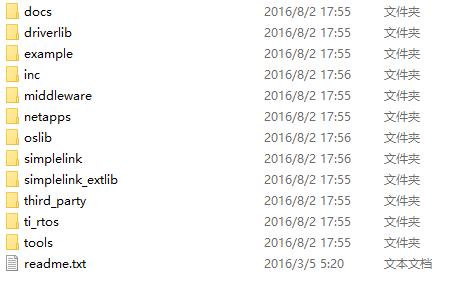 docs 2016/8/2 17:55 文件夹
driverlib 2016/8/2 17:55 文件夹
example 2016/8/2 17:55 文件夹
inc 2016/8/2 17:56 文件夹
middleware 2016/8/2 17:55 文件夹
netapps 2016/8/2 17:55 文件夹
oslib 2016/8/2 17:56 文件夹
simplelink 2016/8/2 17:56 文件夹
simplelink_extlib 2016/8/2 17:55 文件夹
third_party 2016/8/2 17:55 文件夹
ti_rtos 2016/8/2 17:55 文件夹
tools 2016/8/2 17:55 文件夹
readme.txt 2016/3/5 5:20 文本文档